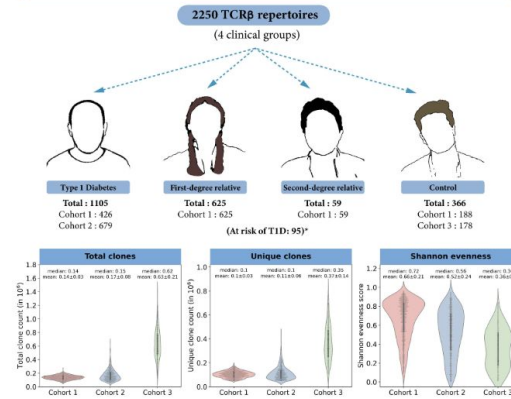 2250 TCRβ repertoires
(4 clinical groups)
Type 1 Diabetes
First-degree relative
Second-degree relative
Control
Total : 1105
Total : 625
Total : 59
Total : 366
Cohort 1 : 426
Cohort 1 : 625
Cohort 1 : 59
Cohort 1 : 188
Cohort 2 : 679
Cohort 3 : 178
(At risk of T1D: 95)*
Total clones
Unique clones
Shannon evenness
Total clone count (in 10⁶)
1.8
1.6
1.4
1.2
1.0
0.8
0.6
0.4
0.2
0.0
median: 0.14
mean: 0.14±0.03
median: 0.15
mean: 0.17±0.08
median: 0.62
mean: 0.63±0.21
Cohort 1
Cohort 2
Cohort 3
Unique clone count (in 10⁶)
1.0
0.8
0.6
0.4
0.2
0.0
median: 0.1
mean: 0.1±0.03
median: 0.1
mean: 0.11±0.06
median: 0.35
mean: 0.37±0.14
Cohort 1
Cohort 2
Cohort 3
Shannon evenness score
1.2
1.0
0.8
0.6
0.4
0.2
0.0
median: 0.72
mean: 0.66±0.21
median: 0.56
mean: 0.52±0.24
Cohort 1
Cohort 2
Cohort 3